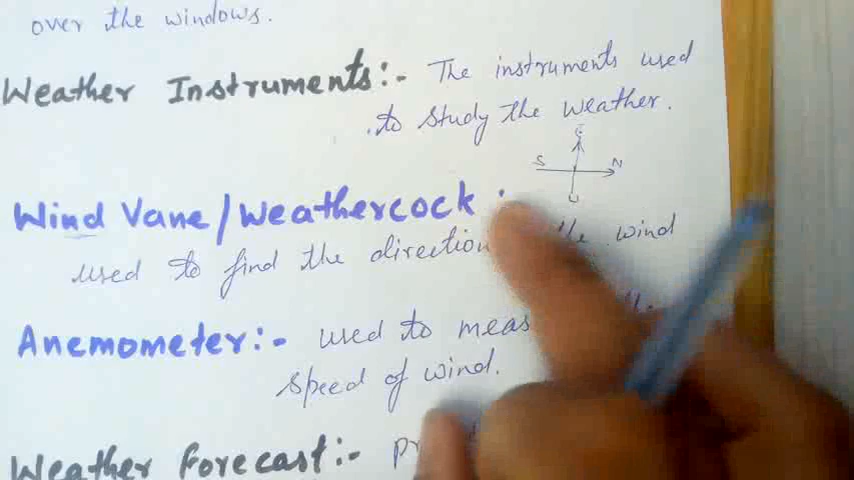 over the windows.
Weather Instruments:- The instruments used
to study the weather.
S N
W
Wind Vane/Weathercock:
used to find the direction the wind
Anemometer:- used to
speed of wind.
Weather Forecast:-